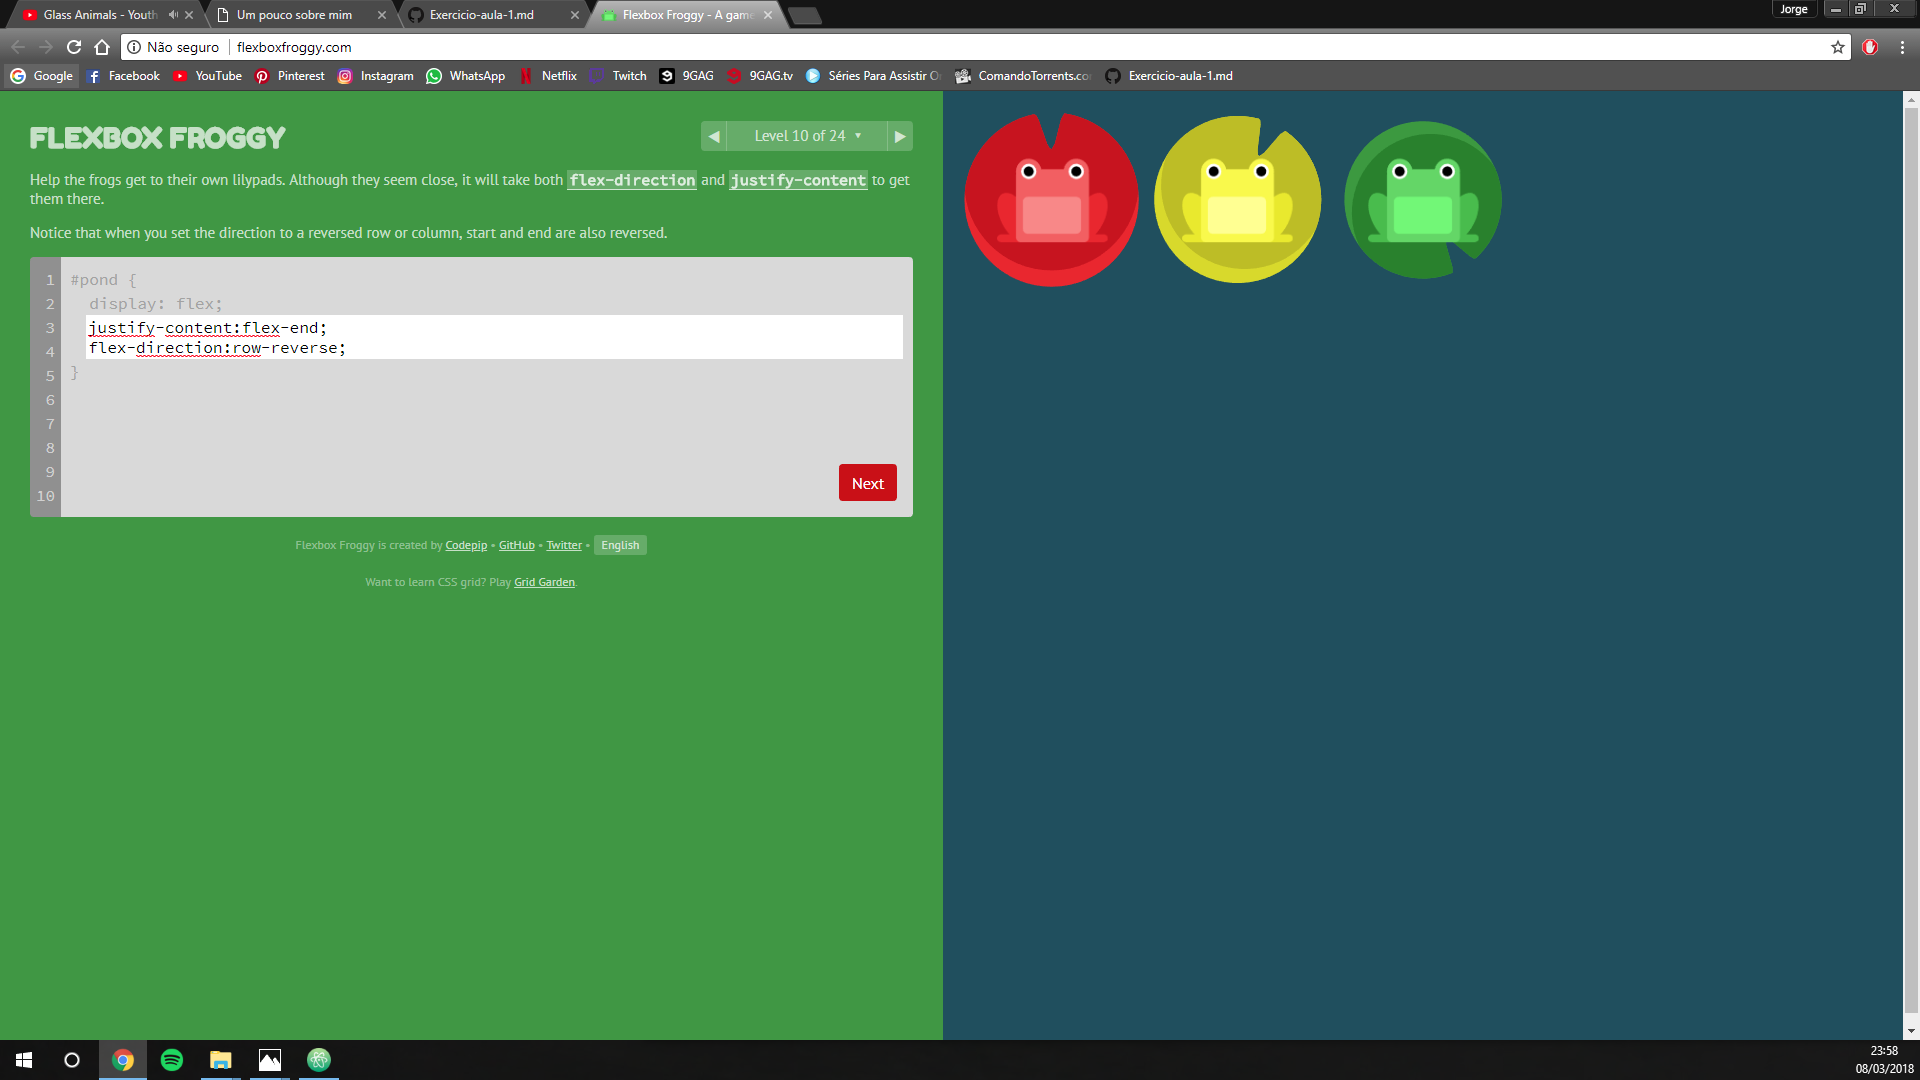 Glass Animals - Youth
Um pouco sobre mim
Exercicio-aula-1.md
Flexbox Froggy - A game
Jorge
Não seguro
flexboxfroggy.com
Google
Facebook
YouTube
Pinterest
Instagram
WhatsApp
Netflix
Twitch
9GAG
9GAG.tv
Séries Para Assistir O
ComandoTorrents.co
Exercicio-aula-1.md
FLEXBOX FROGGY
Level 10 of 24
Help the frogs get to their own lilypads. Although they seem close, it will take both flex-direction and justify-content to get
them there.
Notice that when you set the direction to a reversed row or column, start and end are also reversed.
1 #pond {
2 display: flex;
3 justify-content:flex-end;
4 flex-direction:row-reverse;
5 }
6
7
8
9
10
Next
Flexbox Froggy is created by Codepip • GitHub • Twitter • English
Want to learn CSS grid? Play Grid Garden.
23:58
08/03/2018